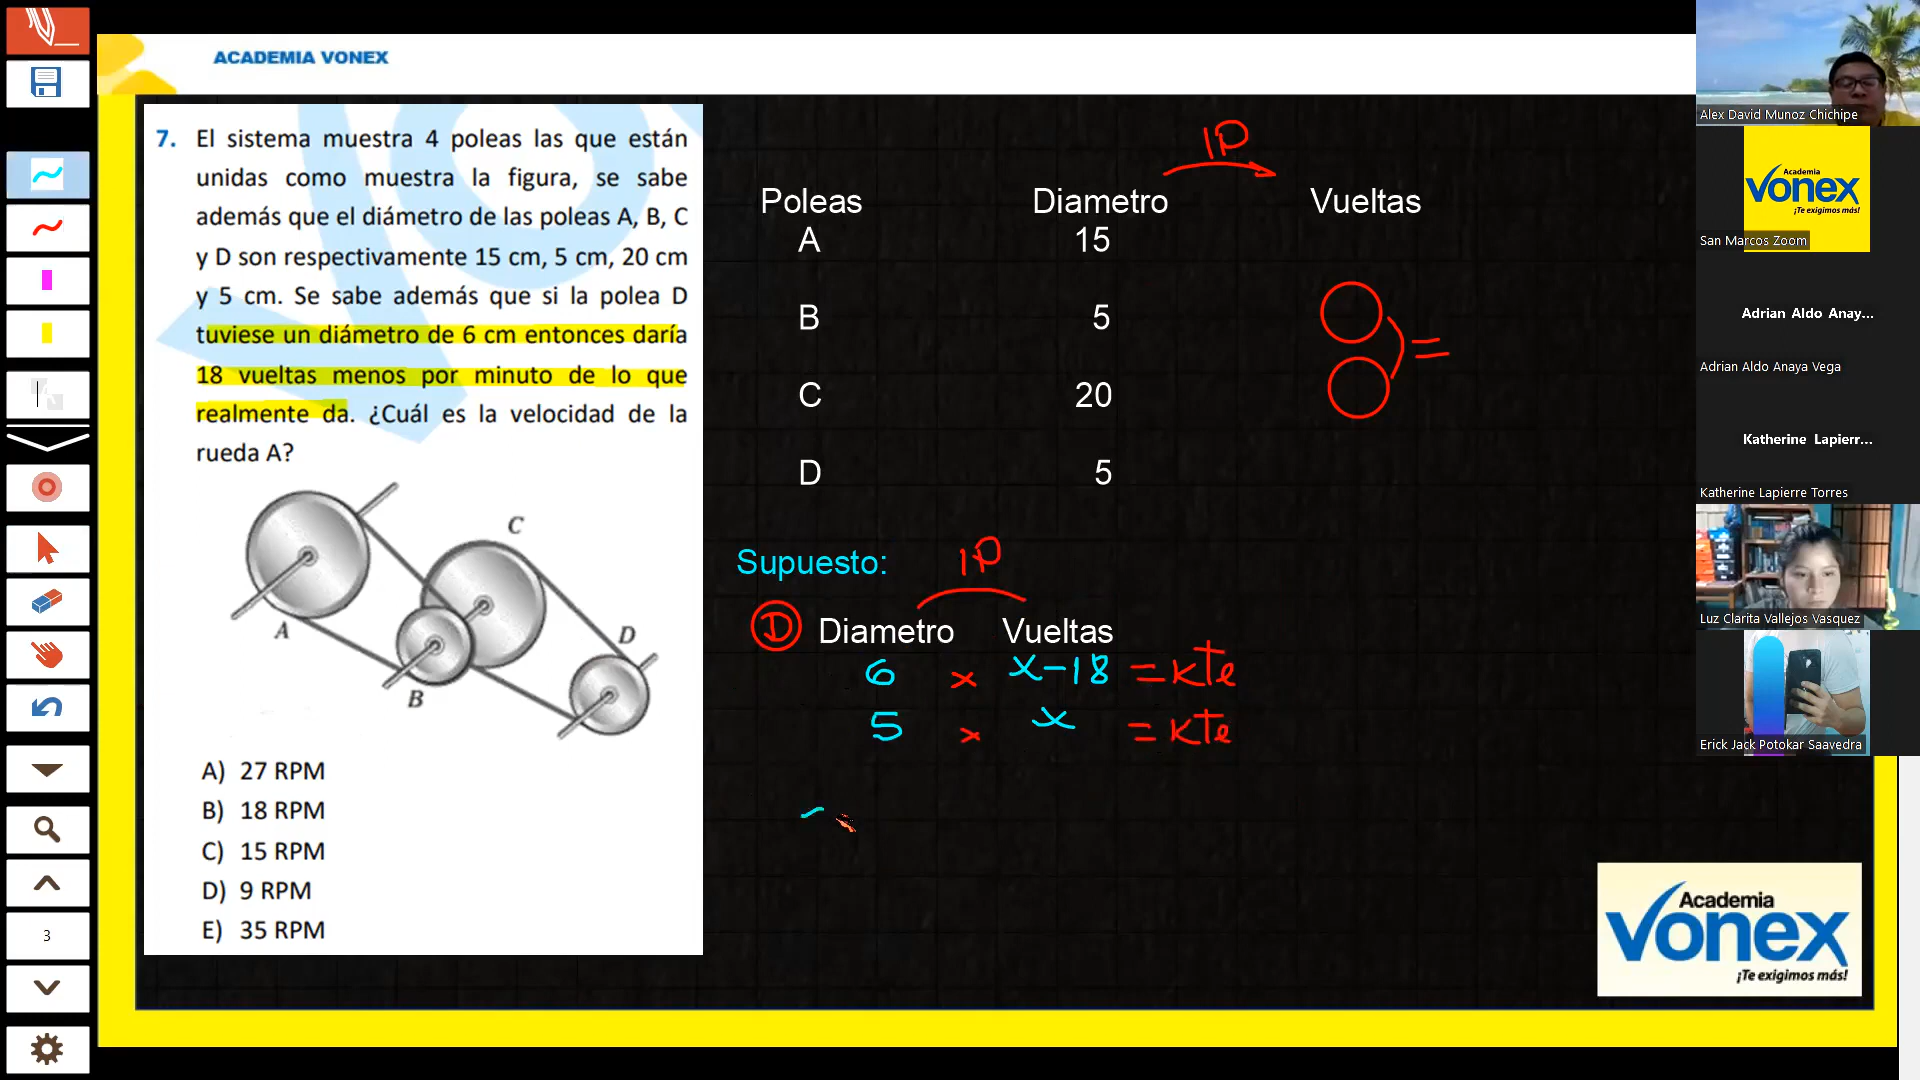 ACADEMIA VONEX
7. El sistema muestra 4 poleas las que están
unidas como muestra la figura, se sabe
además que el diámetro de las poleas A, B, C
y D son respectivamente 15 cm, 5 cm, 20 cm
y 5 cm. Se sabe además que si la polea D
tuviese un diámetro de 6 cm entonces daría
18 vueltas menos por minuto de lo que
realmente da. ¿Cuál es la velocidad de la
rueda A?
A
B
C
D
A) 27 RPM
B) 18 RPM
C) 15 RPM
D) 9 RPM
E) 35 RPM
IP
Poleas Diametro Vueltas
A 15
B 5
C 20
D 5
=
Supuesto:
IP
D Diametro Vueltas
6 x x-18 = kte
5 x x = kte
Academia
vonex
¡Te exigimos más!
3
Alex David Munoz Chichipe
Academia
vonex
¡Te exigimos más!
San Marcos Zoom
Adrian Aldo Anay...
Adrian Aldo Anaya Vega
Katherine Lapierr...
Katherine Lapierre Torres
Luz Clarita Vallejos Vasquez
Erick Jack Potokar Saavedra